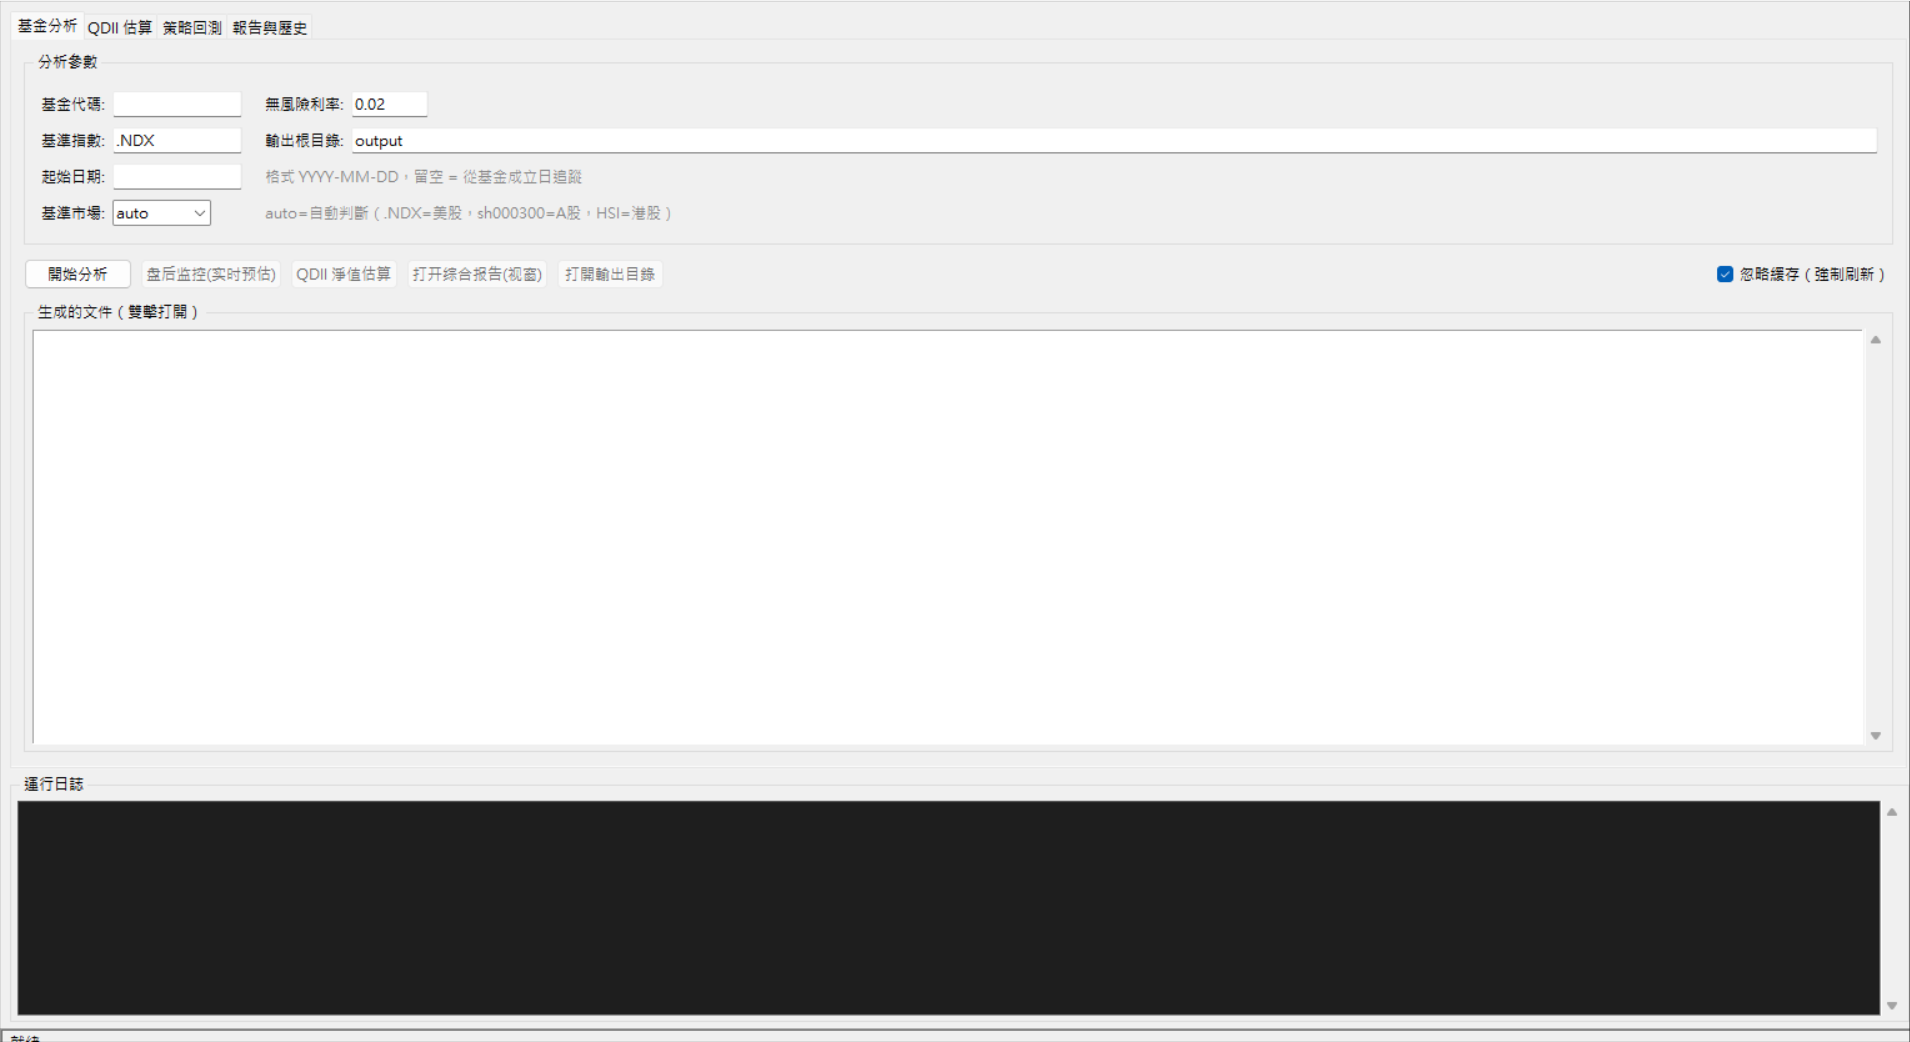 基金分析 QDII 估算 策略回測 報告與歷史
分析參數
基金代碼: 無風險利率: 0.02
基準指數: .NDX 輸出根目錄: output
起始日期: 格式 YYYY-MM-DD，留空 = 從基金成立日追蹤
基準市場: auto auto=自動判斷（.NDX=美股，sh000300=A股，HSI=港股）
開始分析 盘后监控(实时预估) QDII 淨值估算 打开综合报告(视窗) 打開輸出目錄 忽略緩存（強制刷新）
生成的文件（雙擊打開）
運行日誌
就緒